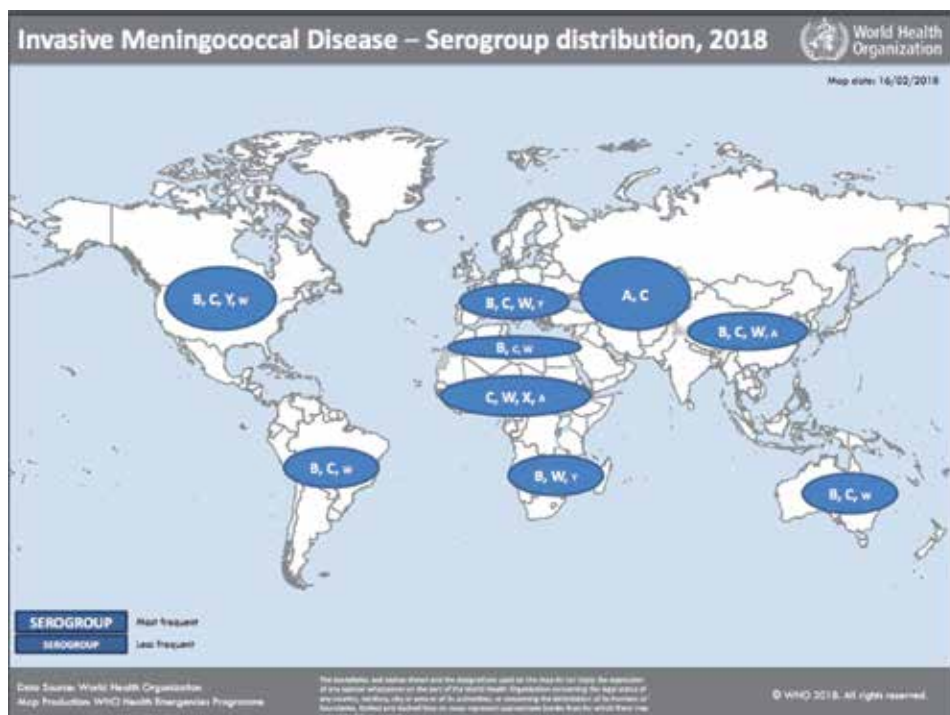 Invasive Meningococcal Disease – Serogroup distribution, 2018
World Health
Organization
Map date: 16/02/2018
B, C, Y, W
B, C, W, Y
A, C
B, C, W, A
B, C, W
C, W, X, A
B, C, W
B, W, Y
B, C, W
SEROGROUP Most frequent
SEROGROUP Less frequent
Data Source: World Health Organization
Map Production: WHO Health Emergencies Programme
© WHO 2018. All rights reserved.